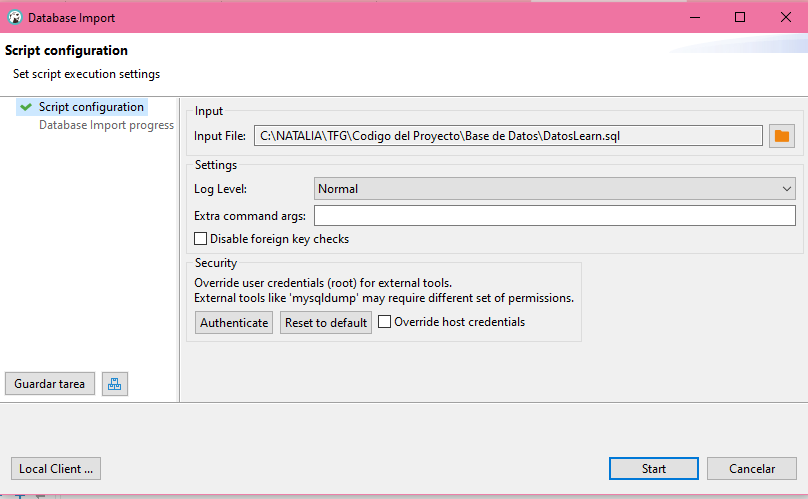 Database Import
Script configuration
Set script execution settings
Script configuration
Database Import progress
Input
Input File: C:\NATALIA\TFG\Codigo del Proyecto\Base de Datos\DatosLearn.sql
Settings
Log Level: Normal
Extra command args:
Disable foreign key checks
Security
Override user credentials (root) for external tools.
External tools like 'mysqldump' may require different set of permissions.
Authenticate Reset to default Override host credentials
Guardar tarea
Local Client ... Start Cancelar